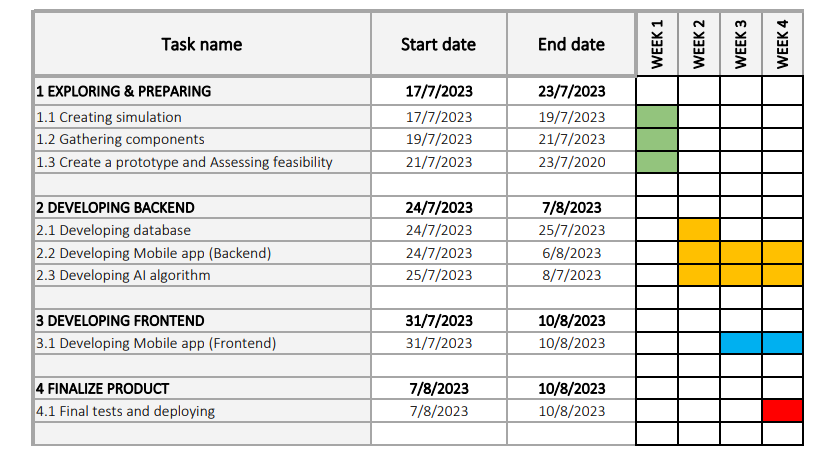 Task name Start date End date WEEK 1 WEEK 2 WEEK 3 WEEK 4
1 EXPLORING & PREPARING 17/7/2023 23/7/2023
1.1 Creating simulation 17/7/2023 19/7/2023
1.2 Gathering components 19/7/2023 21/7/2023
1.3 Create a prototype and Assessing feasibility 21/7/2023 23/7/2020
2 DEVELOPING BACKEND 24/7/2023 7/8/2023
2.1 Developing database 24/7/2023 25/7/2023
2.2 Developing Mobile app (Backend) 24/7/2023 6/8/2023
2.3 Developing AI algorithm 25/7/2023 8/7/2023
3 DEVELOPING FRONTEND 31/7/2023 10/8/2023
3.1 Developing Mobile app (Frontend) 31/7/2023 10/8/2023
4 FINALIZE PRODUCT 7/8/2023 10/8/2023
4.1 Final tests and deploying 7/8/2023 10/8/2023